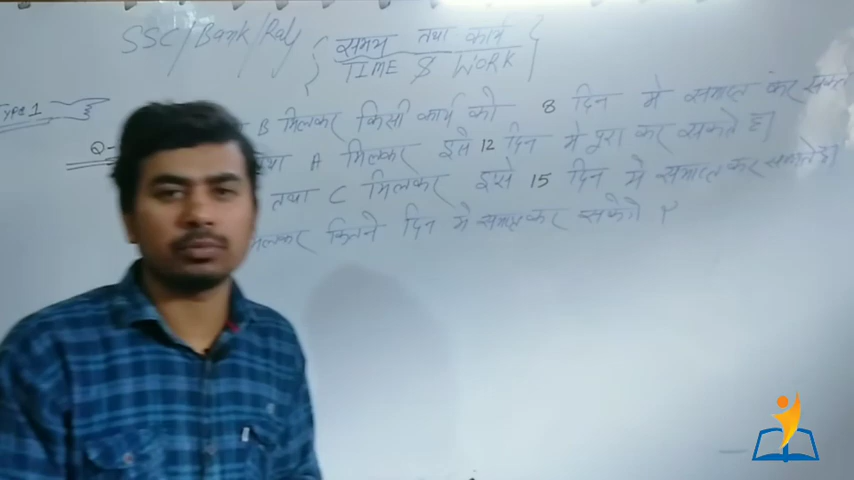 SSC/Bank/Raly
{ समय तथा कार्य }
TIME & WORK
Type 1
Q- B मिलकर किसी कार्य को 8 दिन मे समाप्त कर सकते
तथा A मिलकर इसे 12 दिन मे पूरा कर सकते है।
तथा C मिलकर इसे 15 दिन मे समाप्त कर सकते है।
मिलकर कितने दिन मे समाप्त कर सकेंगे ?